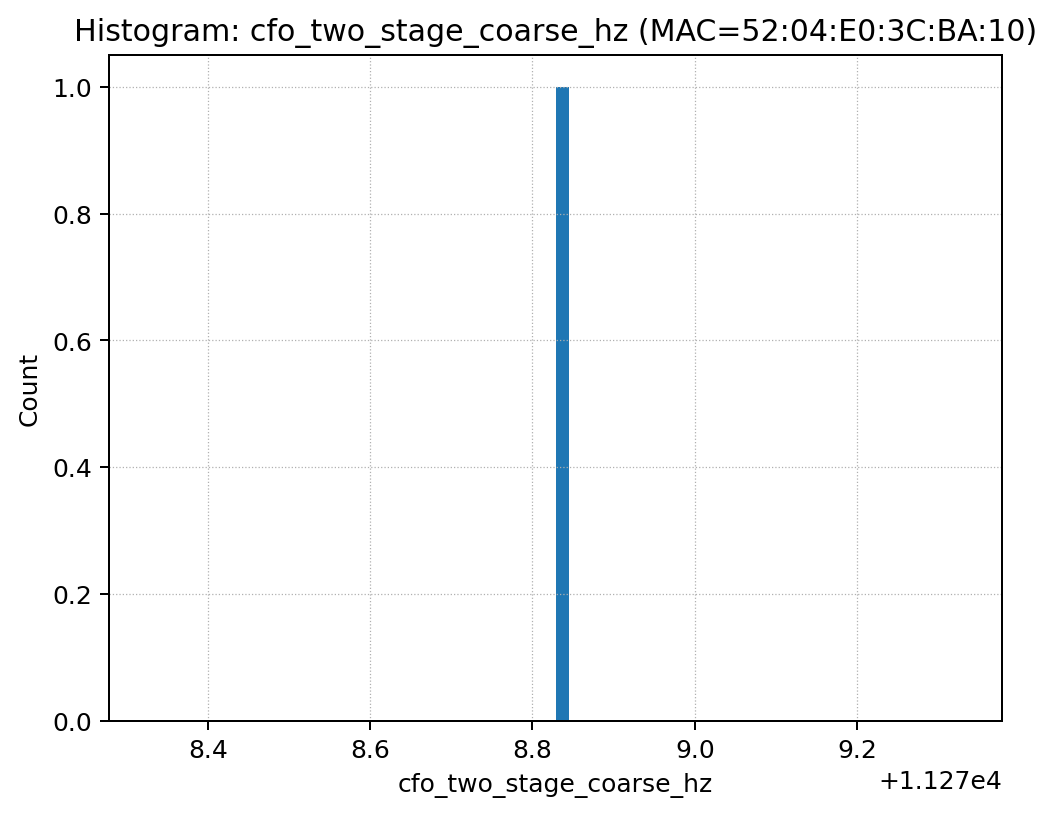 Histogram: cfo_two_stage_coarse_hz (MAC=52:04:E0:3C:BA:10)
1.0
0.8
0.6
0.4
0.2
0.0
Count
8.4 8.6 8.8 9.0 9.2
cfo_two_stage_coarse_hz
+1.127e4